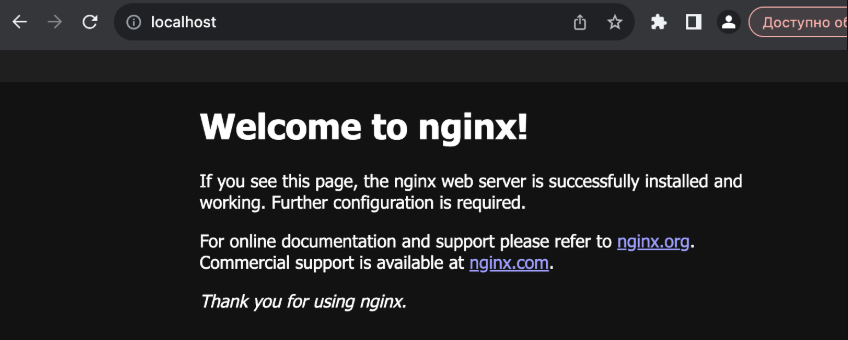 localhost
Доступно об
Welcome to nginx!
If you see this page, the nginx web server is successfully installed and
working. Further configuration is required.
For online documentation and support please refer to nginx.org.
Commercial support is available at nginx.com.
Thank you for using nginx.